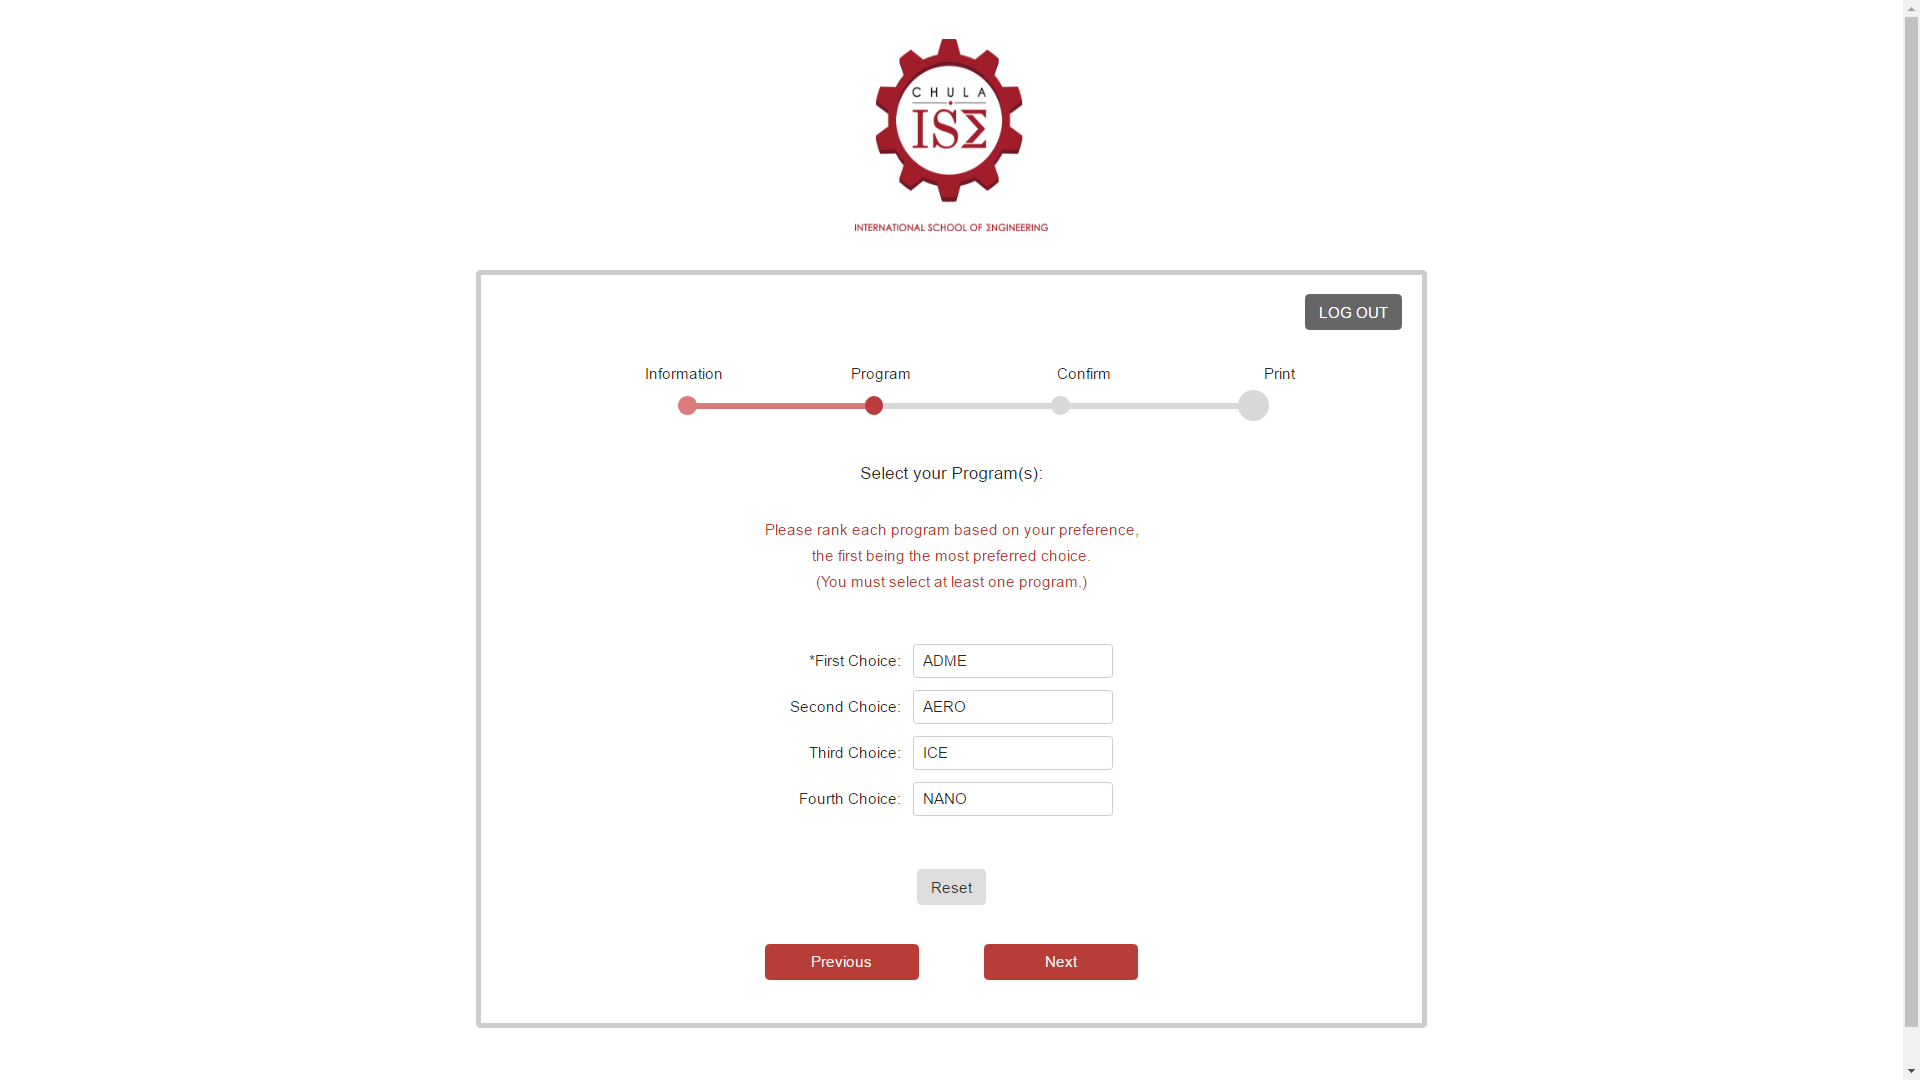 CHULA
ISΣ
INTERNATIONAL SCHOOL OF ΣNGINEERING
LOG OUT
Information Program Confirm Print
Select your Program(s):
Please rank each program based on your preference,
the first being the most preferred choice.
(You must select at least one program.)
*First Choice: ADME
Second Choice: AERO
Third Choice: ICE
Fourth Choice: NANO
Reset
Previous Next